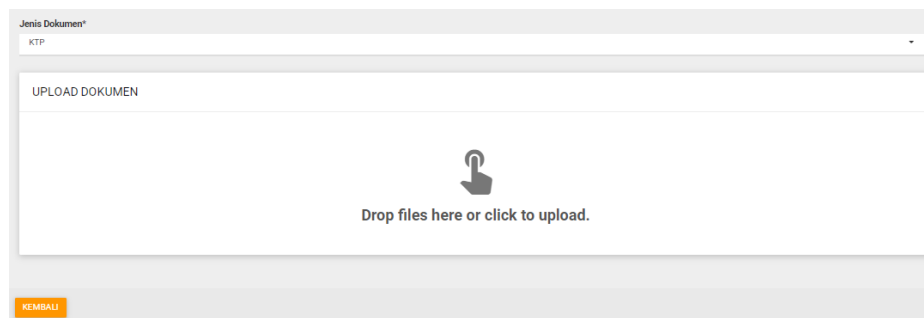 Jenis Dokumen*
KTP
UPLOAD DOKUMEN
Drop files here or click to upload.
KEMBALI